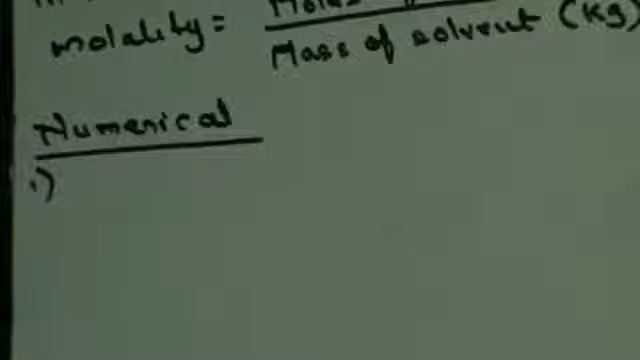 Moles
molality = Mass of solvent (Kg)
Numerical
1)